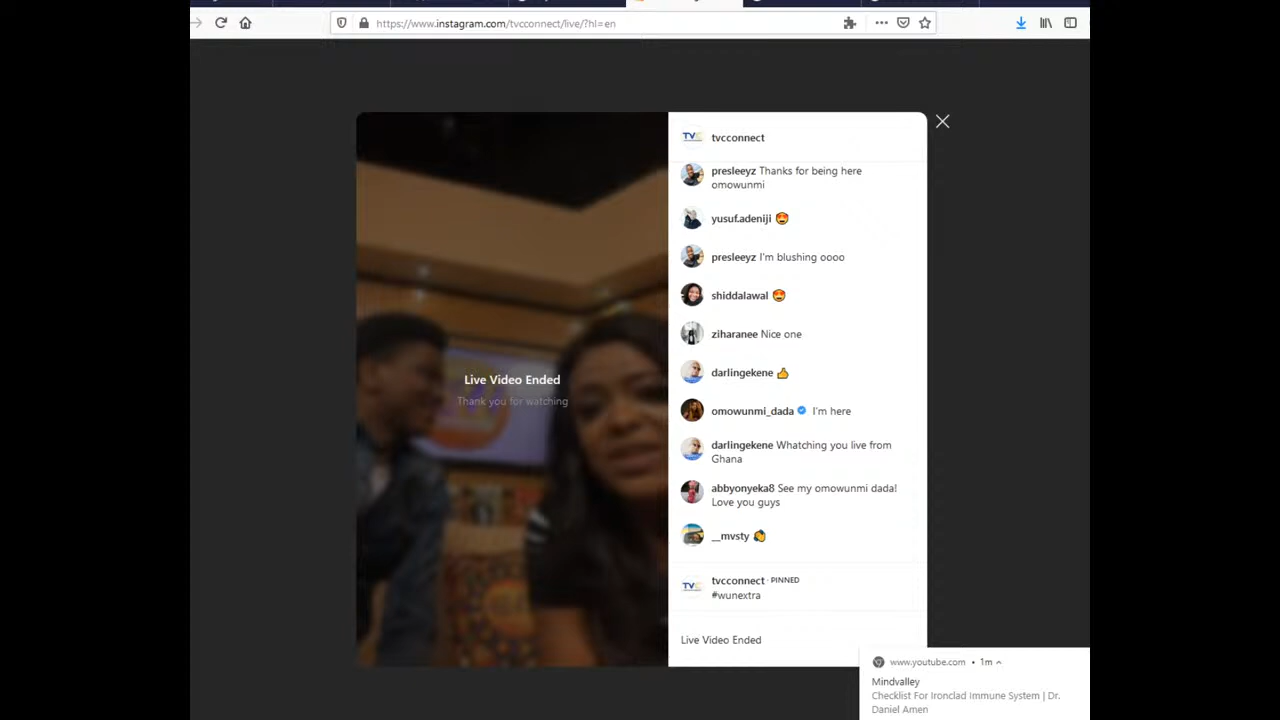 https://www.instagram.com/tvcconnect/live/?hl=en
TVC tvcconnect
presleeyz Thanks for being here
omowunmi
yusuf.adeniji 😍
presleeyz I'm blushing oooo
shiddalawal 😍
ziharanee Nice one
Live Video Ended
darlingekene 👍
Thank you for watching
omowunmi_dada I'm here
darlingekene Whatching you live from
Ghana
abbyonyeka8 See my omowunmi dada!
Love you guys
__mvsty 👏
tvcconnect · PINNED
#wunextra
Live Video Ended
www.youtube.com • 1m
Mindvalley
Checklist For Ironclad Immune System | Dr.
Daniel Amen